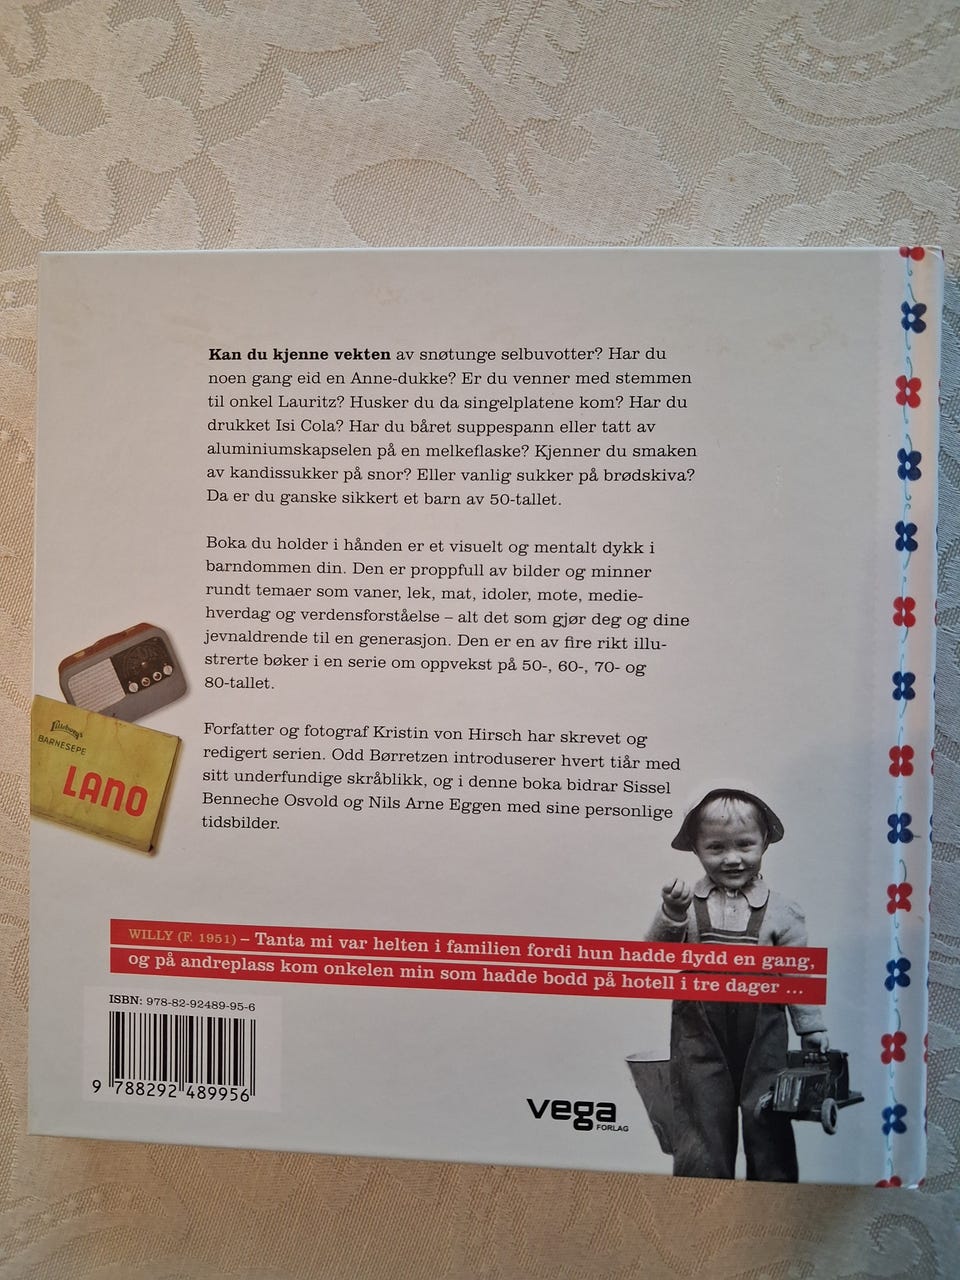 Kan du kjenne vekten av snøtunge selbuvotter? Har du
noen gang eid en Anne-dukke? Er du venner med stemmen
til onkel Lauritz? Husker du da singelplatene kom? Har du
drukket Isi Cola? Har du båret suppespann eller tatt av
aluminiumskapselen på en melkeflaske? Kjenner du smaken
av kandissukker på snor? Eller vanlig sukker på brødskiva?
Da er du ganske sikkert et barn av 50-tallet.
Boka du holder i hånden er et visuelt og mentalt dykk i
barndommen din. Den er proppfull av bilder og minner
rundt temaer som vaner, lek, mat, idoler, mote, medie-
hverdag og verdensforståelse – alt det som gjør deg og dine
jevnaldrende til en generasjon. Den er en av fire rikt illu-
strerte bøker i en serie om oppvekst på 50-, 60-, 70- og
80-tallet.
Forfatter og fotograf Kristin von Hirsch har skrevet og
redigert serien. Odd Børretzen introduserer hvert tiår med
sitt underfundige skråblikk, og i denne boka bidrar Sissel
Benneche Osvold og Nils Arne Eggen med sine personlige
tidsbilder.
Lilleborg's
BARNESEPE
LANO
WILLY (F. 1951) – Tanta mi var helten i familien fordi hun hadde flydd en gang,
og på andreplass kom onkelen min som hadde bodd på hotell i tre dager ...
ISBN: 978-82-92489-95-6
9 788292 489956
vega
FORLAG